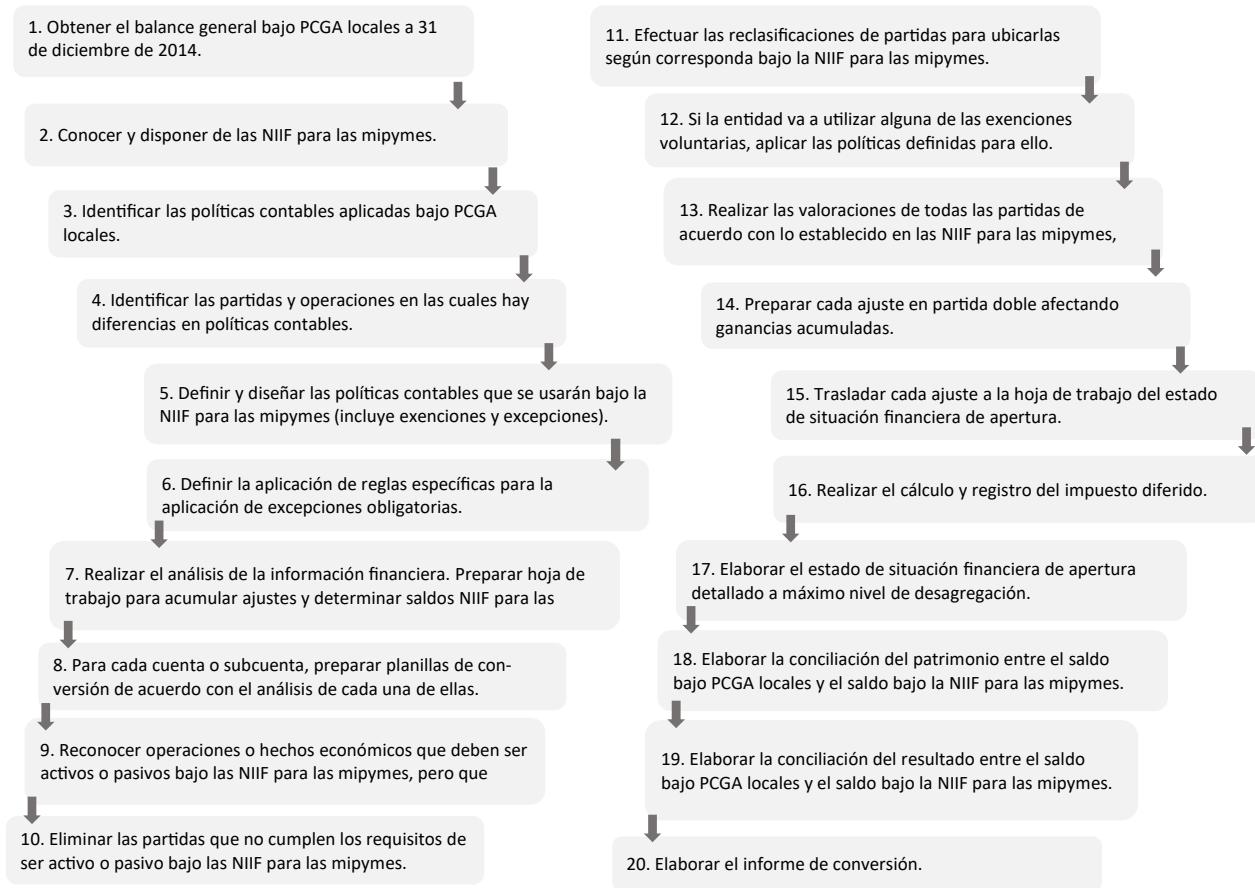 1. Obtener el balance general bajo PCGA locales a 31
de diciembre de 2014.
2. Conocer y disponer de las NIIF para las mipymes.
3. Identificar las políticas contables aplicadas bajo PCGA
locales.
4. Identificar las partidas y operaciones en las cuales hay
diferencias en políticas contables.
5. Definir y diseñar las políticas contables que se usarán bajo la
NIIF para las mipymes (incluye exenciones y excepciones).
6. Definir la aplicación de reglas específicas para la
aplicación de excepciones obligatorias.
7. Realizar el análisis de la información financiera. Preparar hoja de
trabajo para acumular ajustes y determinar saldos NIIF para las
8. Para cada cuenta o subcuenta, preparar planillas de con-
versión de acuerdo con el análisis de cada una de ellas.
9. Reconocer operaciones o hechos económicos que deben ser
activos o pasivos bajo las NIIF para las mipymes, pero que
10. Eliminar las partidas que no cumplen los requisitos de
ser activo o pasivo bajo las NIIF para las mipymes.
11. Efectuar las reclasificaciones de partidas para ubicarlas
según corresponda bajo la NIIF para las mipymes.
12. Si la entidad va a utilizar alguna de las exenciones
voluntarias, aplicar las políticas definidas para ello.
13. Realizar las valoraciones de todas las partidas de
acuerdo con lo establecido en las NIIF para las mipymes,
14. Preparar cada ajuste en partida doble afectando
ganancias acumuladas.
15. Trasladar cada ajuste a la hoja de trabajo del estado
de situación financiera de apertura.
16. Realizar el cálculo y registro del impuesto diferido.
17. Elaborar el estado de situación financiera de apertura
detallado a máximo nivel de desagregación.
18. Elaborar la conciliación del patrimonio entre el saldo
bajo PCGA locales y el saldo bajo la NIIF para las mipymes.
19. Elaborar la conciliación del resultado entre el saldo
bajo PCGA locales y el saldo bajo la NIIF para las mipymes.
20. Elaborar el informe de conversión.